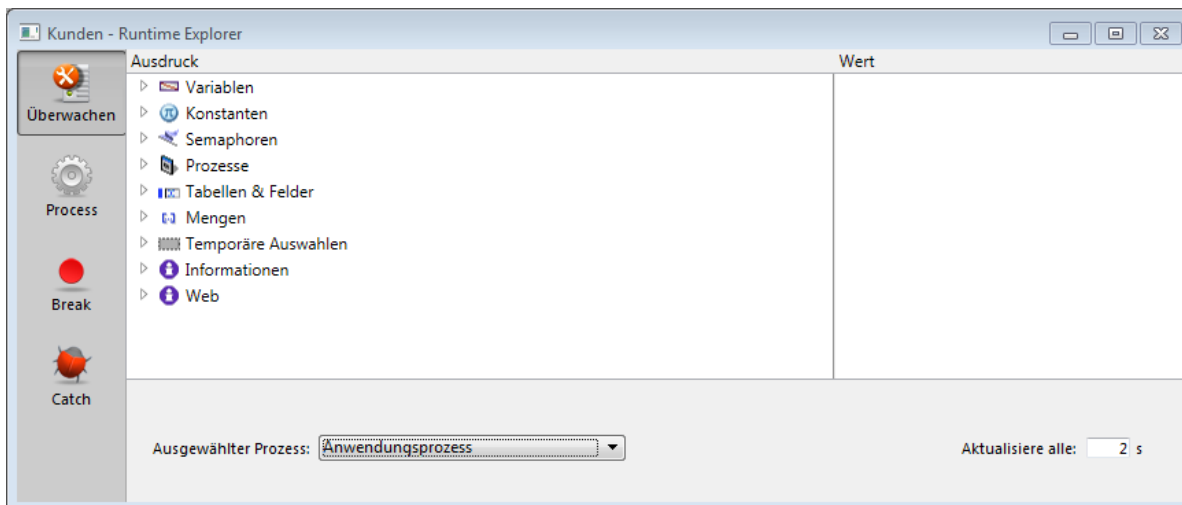 Kunden - Runtime Explorer
Ausdruck Wert
Überwachen
Process
Break
Catch
Variablen
Konstanten
Semaphoren
Prozesse
Tabellen & Felder
Mengen
Temporäre Auswahlen
Informationen
Web
Ausgewählter Prozess: Anwendungsprozess Aktualisiere alle: 2 s